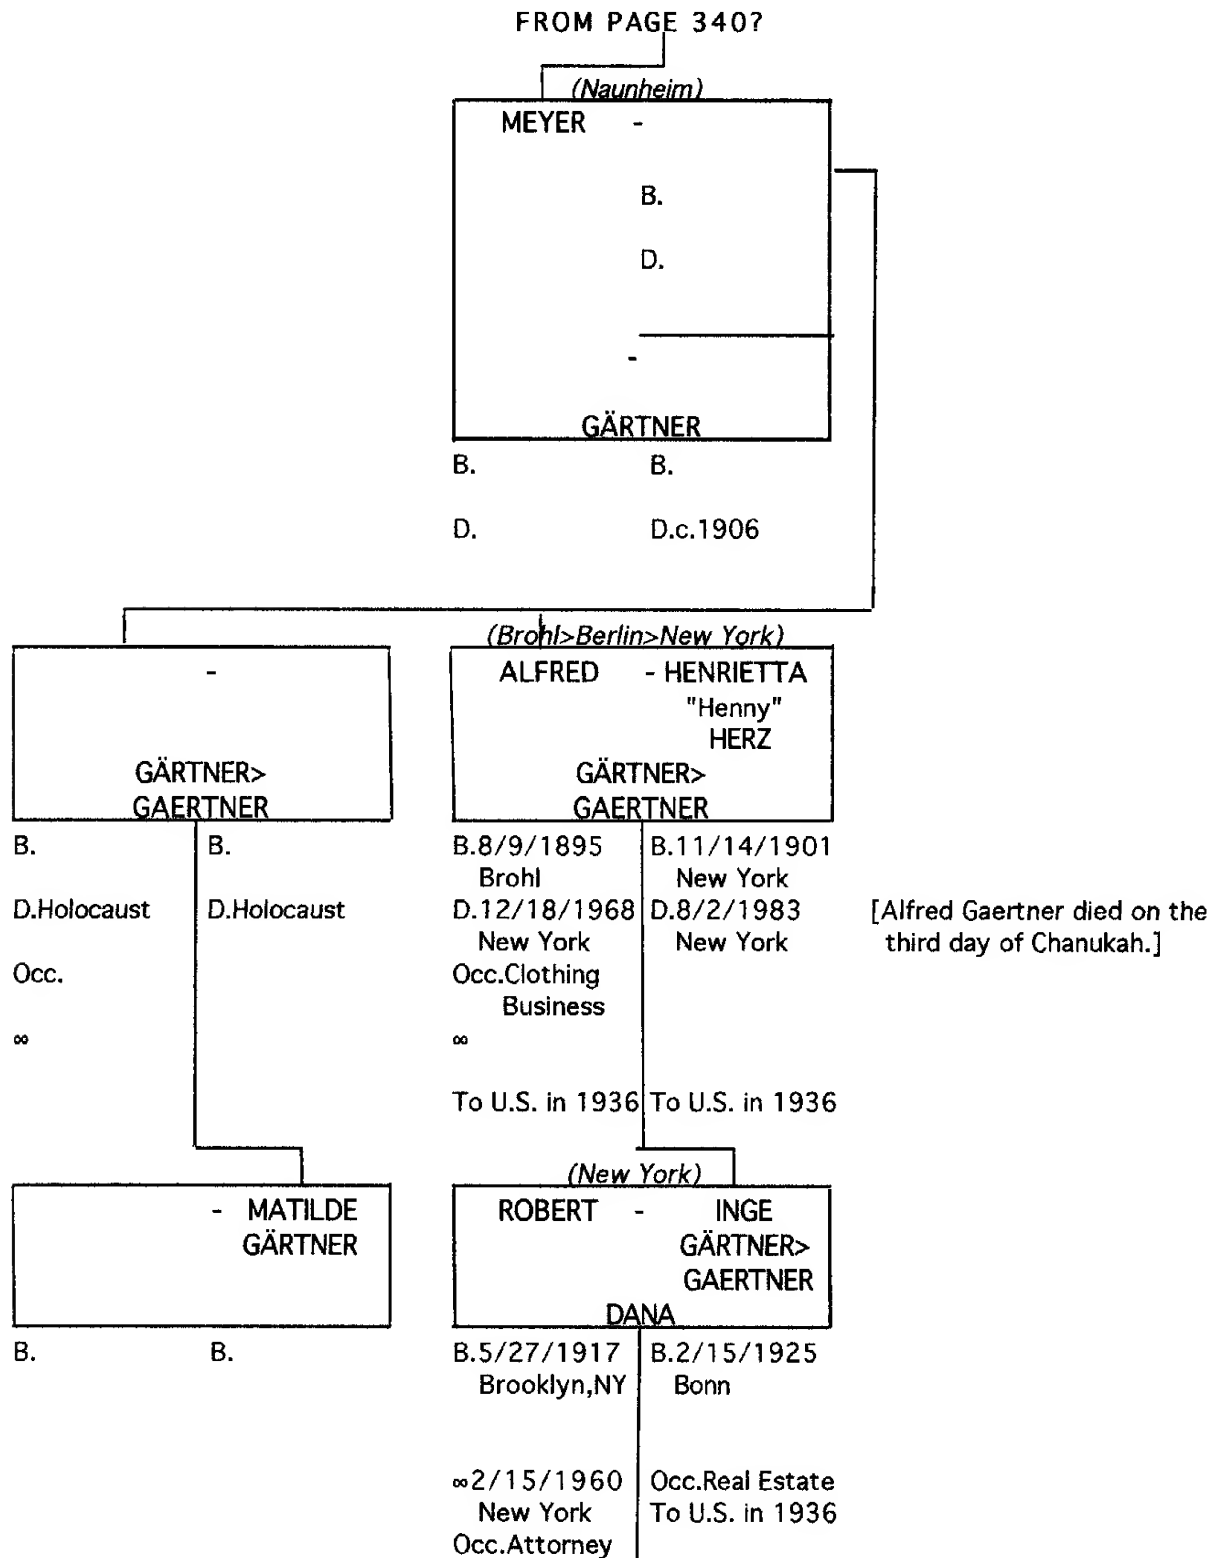 FROM PAGE 340?
(Naunheim)
MEYER -
B.
D.
-
GÄRTNER
B. B.
D. D.c.1906
(Brohl>Berlin>New York)
- ALFRED - HENRIETTA
"Henny"
HERZ
GÄRTNER> GÄRTNER>
GAERTNER GAERTNER
B. B. B.8/9/1895 B.11/14/1901
Brohl New York
D.Holocaust D.Holocaust D.12/18/1968 D.8/2/1983 [Alfred Gaertner died on the
New York New York third day of Chanukah.]
Occ. Occ.Clothing
Business
∞ ∞
To U.S. in 1936 To U.S. in 1936
(New York)
- MATILDE ROBERT - INGE
GÄRTNER GÄRTNER>
GAERTNER
DANA
B. B. B.5/27/1917 B.2/15/1925
Brooklyn,NY Bonn
∞2/15/1960 Occ.Real Estate
New York To U.S. in 1936
Occ.Attorney